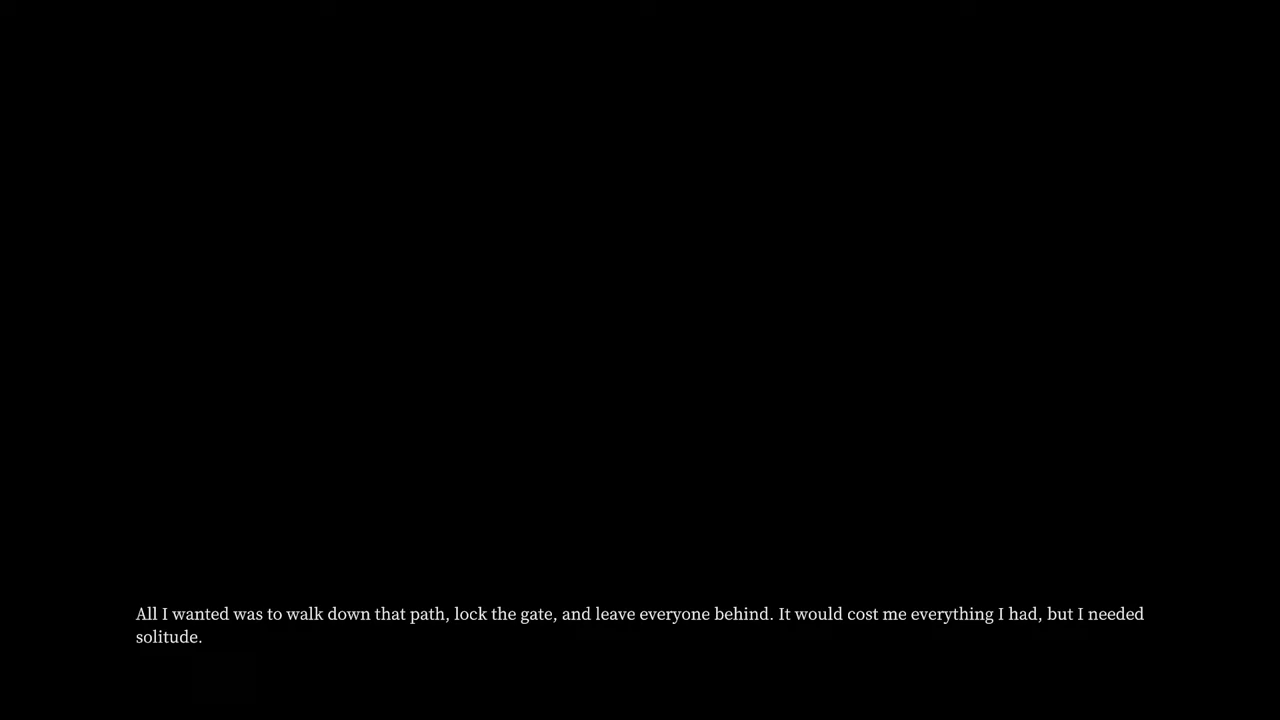 All I wanted was to walk down that path, lock the gate, and leave everyone behind. It would cost me everything I had, but I needed
solitude.